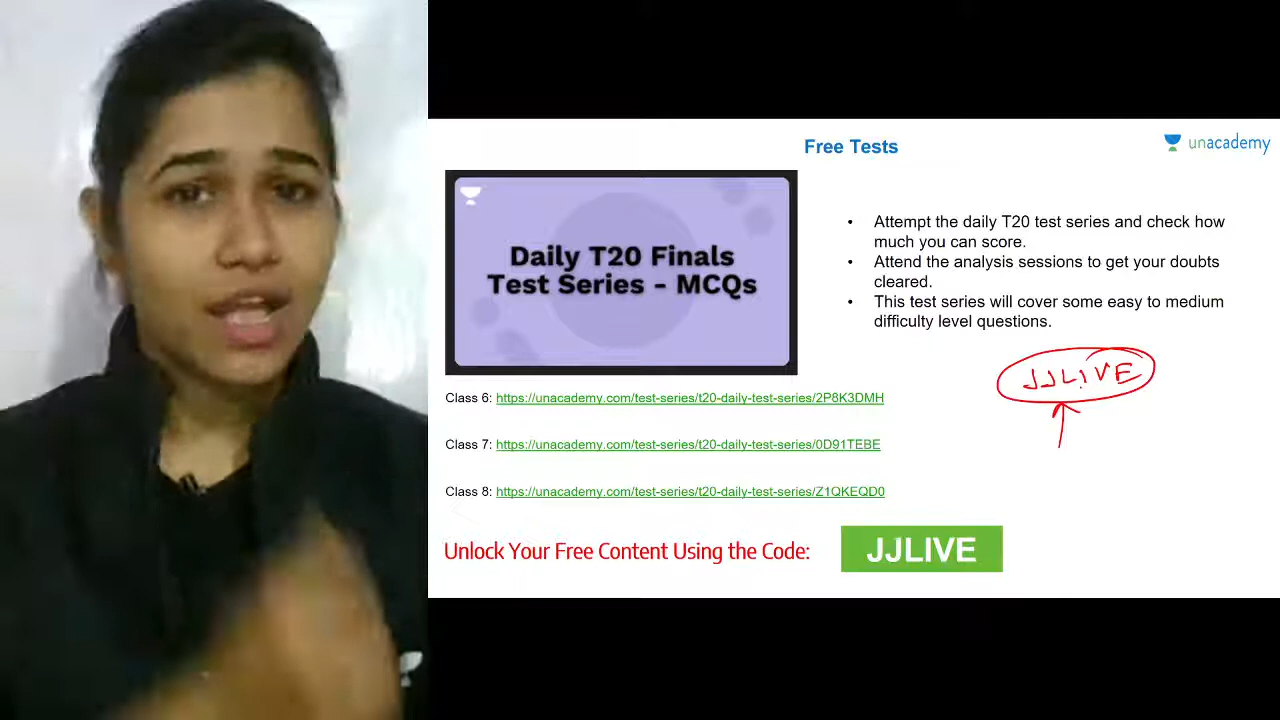 Free Tests
unacademy
Daily T20 Finals
Test Series - MCQs
• Attempt the daily T20 test series and check how
much you can score.
• Attend the analysis sessions to get your doubts
cleared.
• This test series will cover some easy to medium
difficulty level questions.
JJLIVE
Class 6: https://unacademy.com/test-series/t20-daily-test-series/2P8K3DMH
Class 7: https://unacademy.com/test-series/t20-daily-test-series/0D91TEBE
Class 8: https://unacademy.com/test-series/t20-daily-test-series/Z1QKEQD0
Unlock Your Free Content Using the Code:
JJLIVE